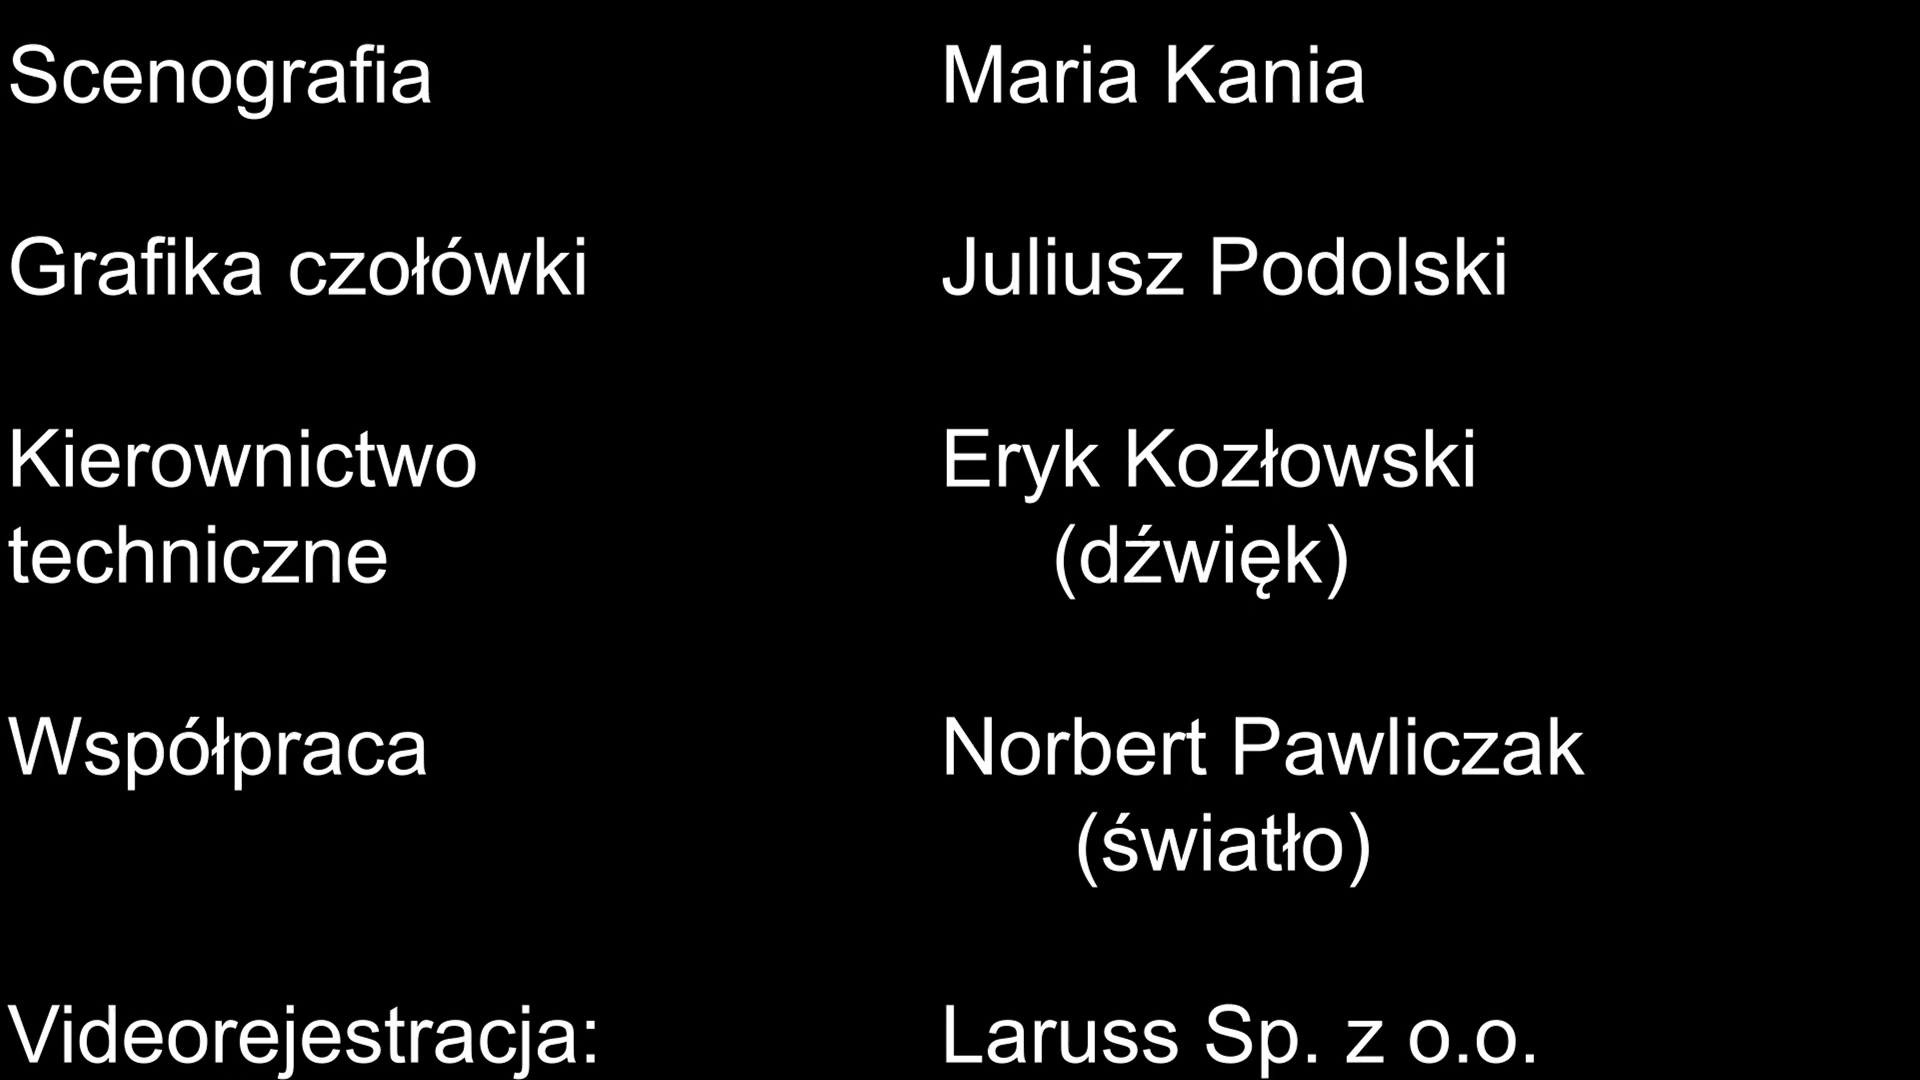 Scenografia Maria Kania
Grafika czołówki Juliusz Podolski
Kierownictwo Eryk Kozłowski
techniczne (dźwięk)
Współpraca Norbert Pawliczak
(światło)
Videorejestracja: Laruss Sp. z o.o.